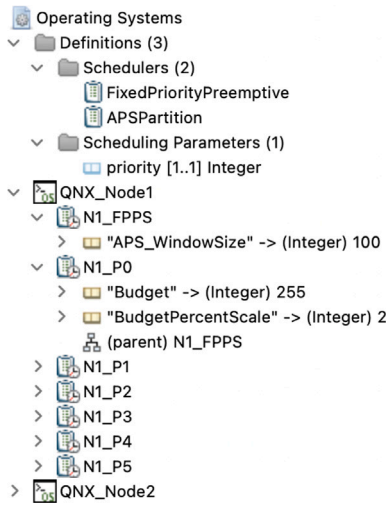 Operating Systems
Definitions (3)
Schedulers (2)
FixedPriorityPreemptive
APSPartition
Scheduling Parameters (1)
priority [1..1] Integer
QNX_Node1
N1_FPPS
"APS_WindowSize" -> (Integer) 100
N1_P0
"Budget" -> (Integer) 255
"BudgetPercentScale" -> (Integer) 2
(parent) N1_FPPS
N1_P1
N1_P2
N1_P3
N1_P4
N1_P5
QNX_Node2